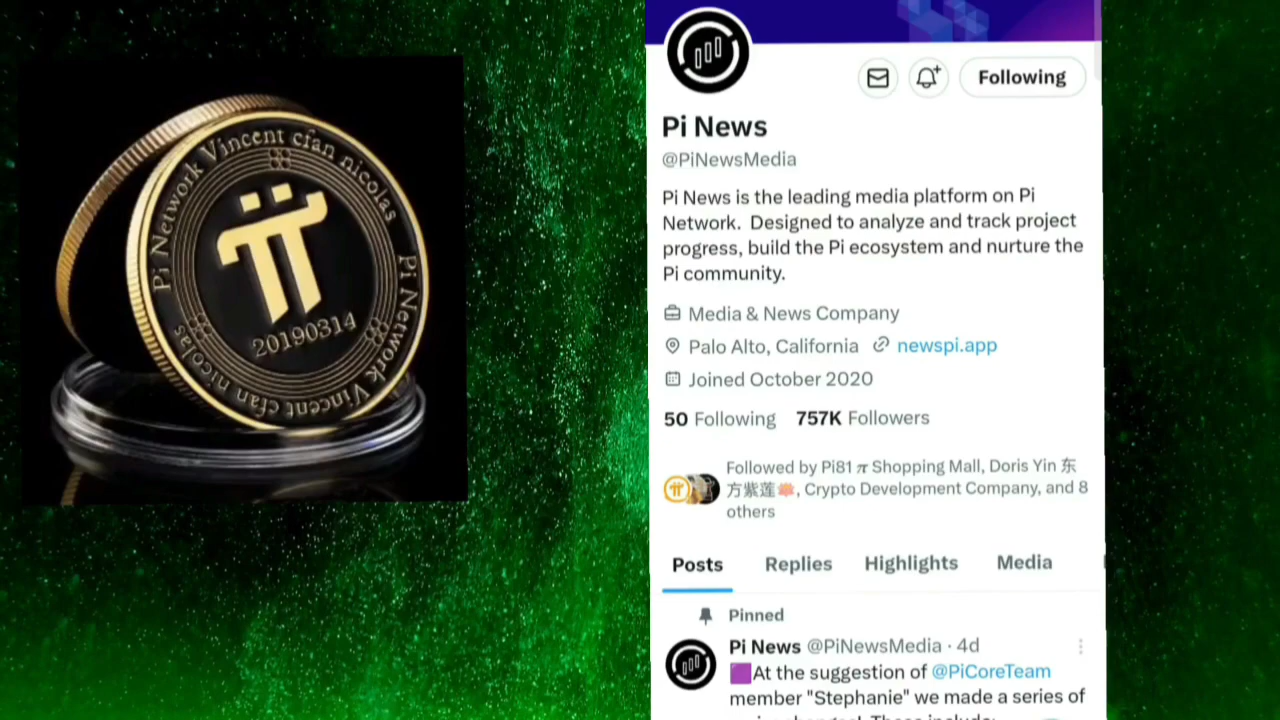 Pi Network Vincent cfan nicolas
Pi Network Vincent cfan nicolas
20190314
Following
Pi News
@PiNewsMedia
Pi News is the leading media platform on Pi
Network. Designed to analyze and track project
progress, build the Pi ecosystem and nurture the
Pi community.
Media & News Company
Palo Alto, California newspi.app
Joined October 2020
50 Following 757K Followers
Followed by Pi81 π Shopping Mall, Doris Yin 东
方紫莲, Crypto Development Company, and 8
others
Posts Replies Highlights Media
Pinned
Pi News @PiNewsMedia · 4d
At the suggestion of @PiCoreTeam
member "Stephanie" we made a series of